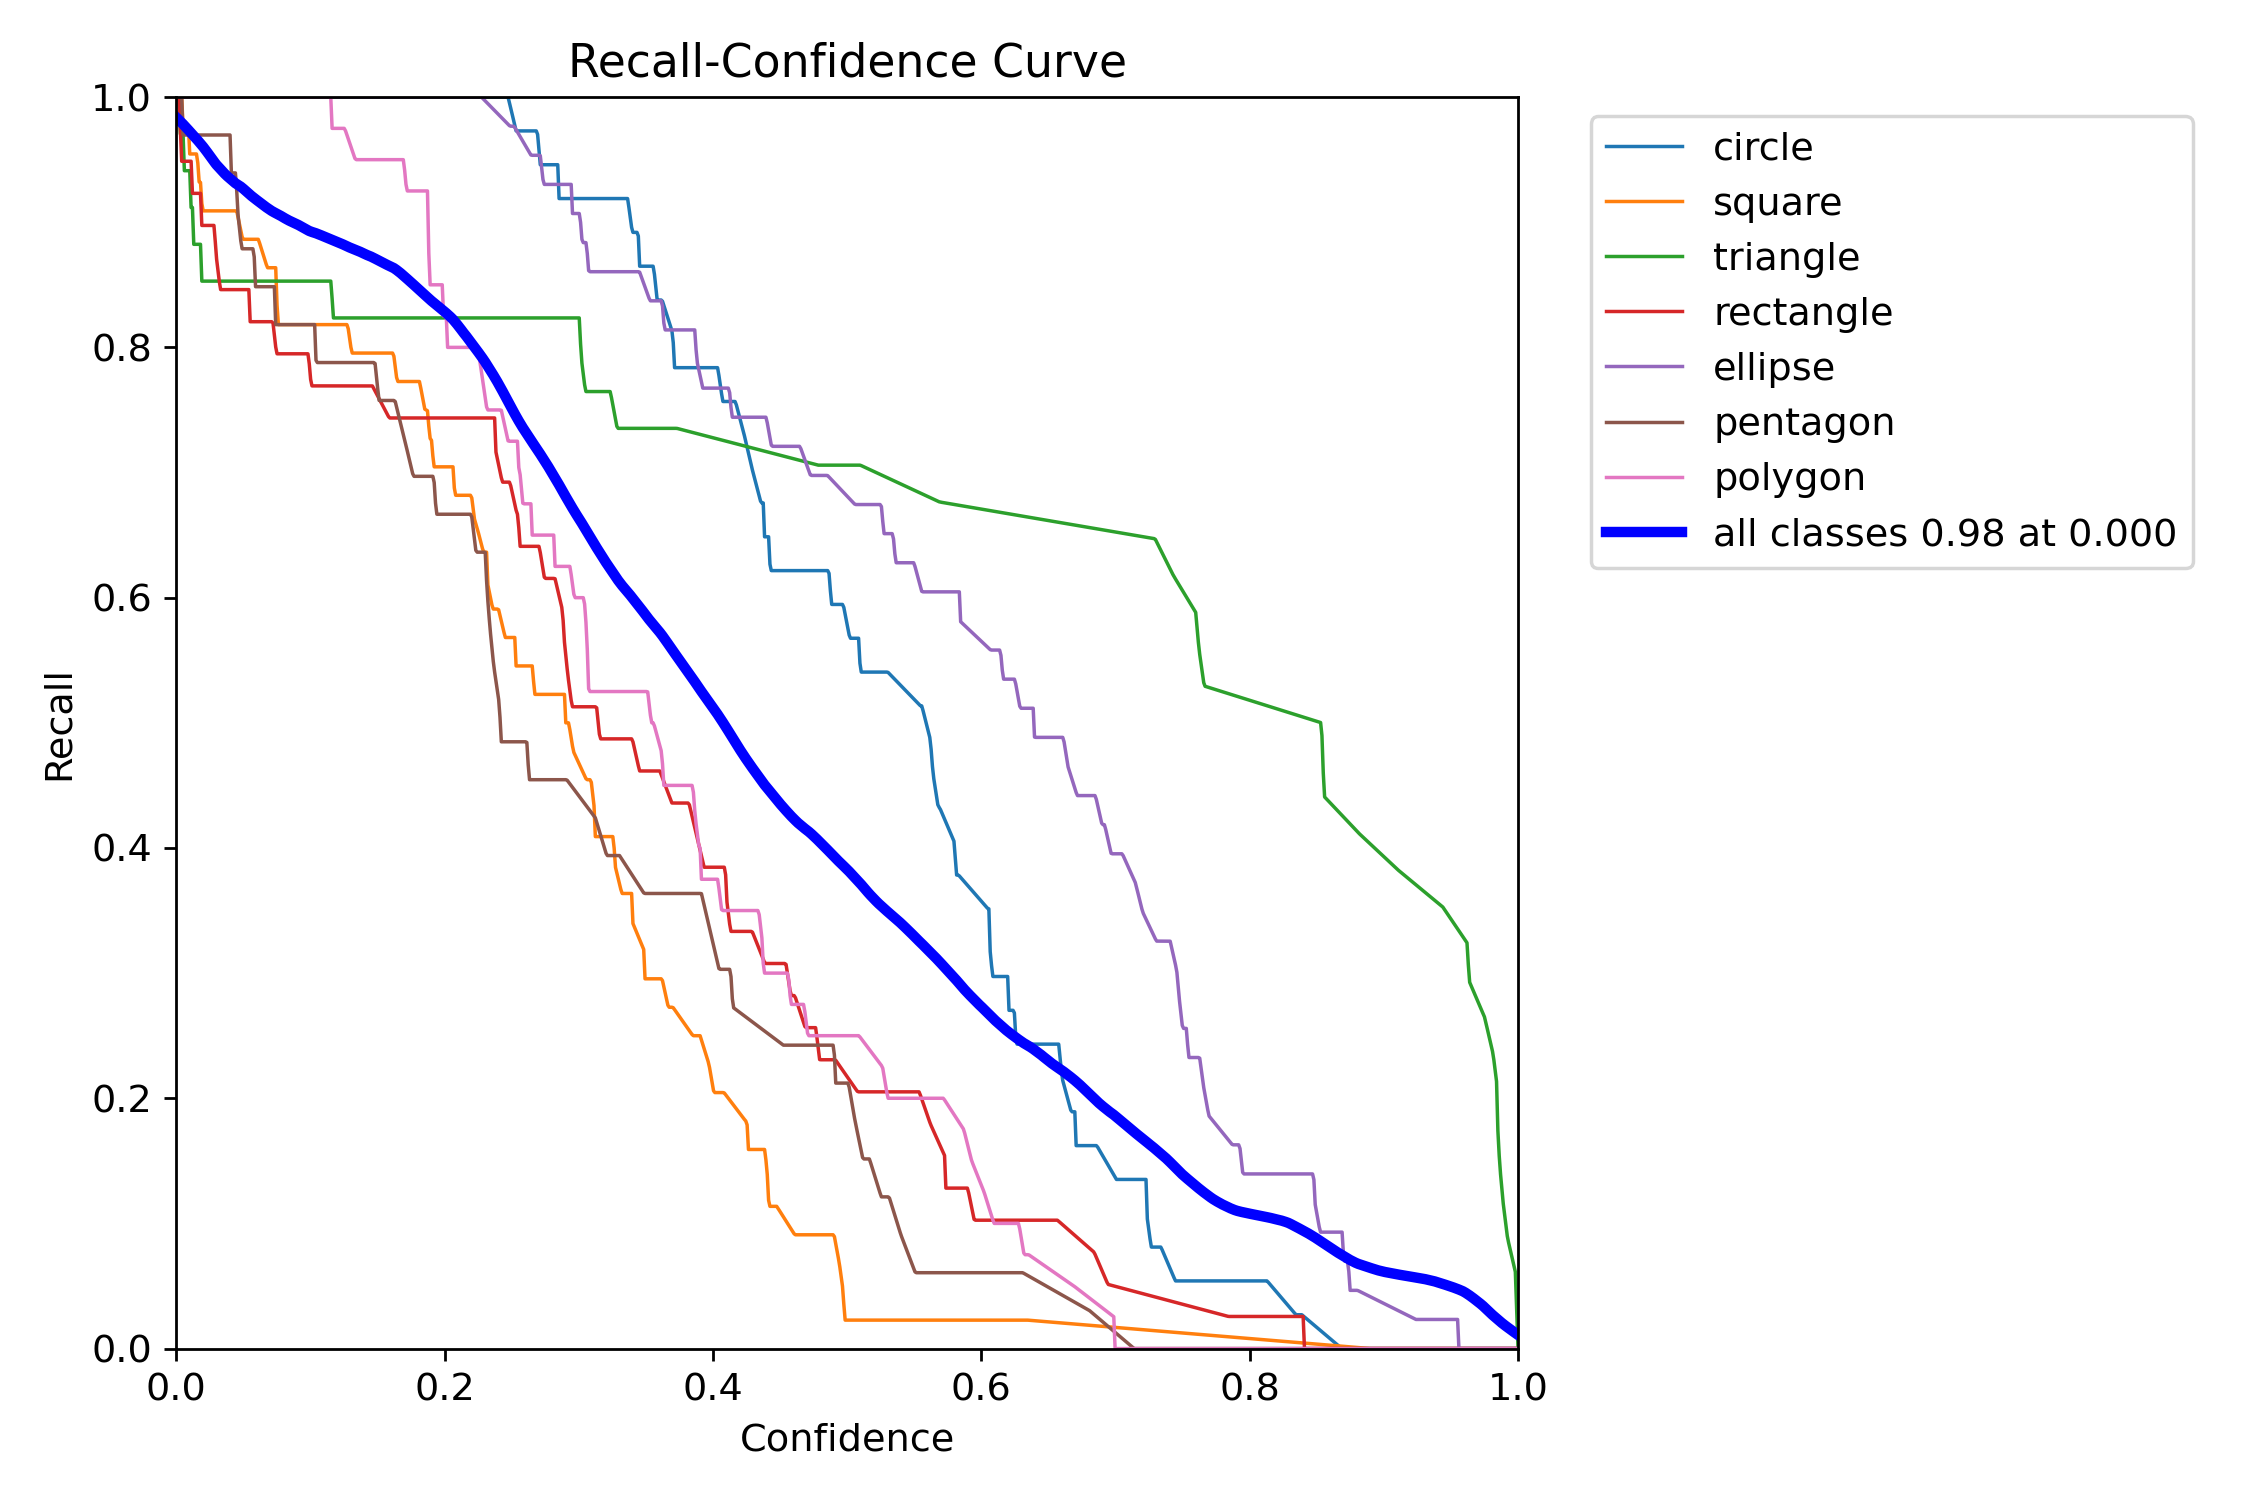 Recall-Confidence Curve
1.0
0.8
0.6
0.4
0.2
0.0
Recall
0.0 0.2 0.4 0.6 0.8 1.0
Confidence
circle
square
triangle
rectangle
ellipse
pentagon
polygon
all classes 0.98 at 0.000